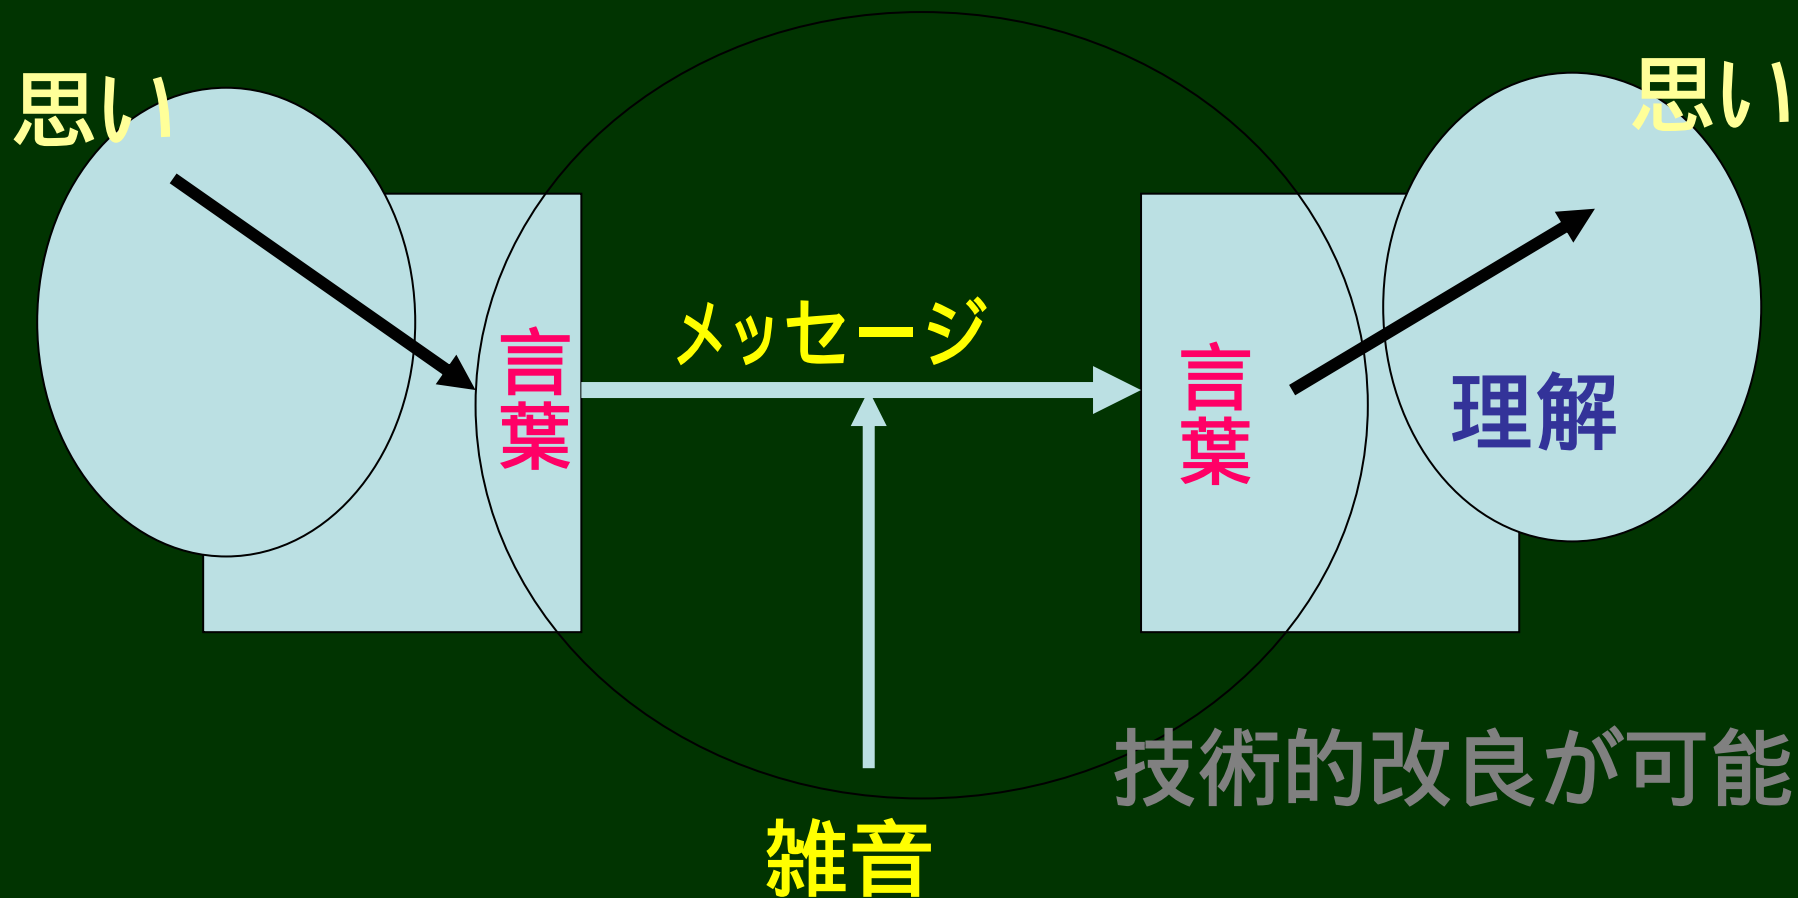 思い
思い
メッセージ
言葉
言葉
理解
技術的改良が可能
雑音